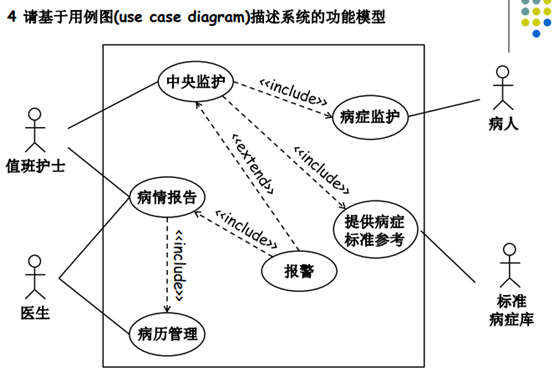 4 请基于用例图(use case diagram)描述系统的功能模型
中央监护
<<include>>
病症监护
病人
值班护士
<<extend>>
<<include>>
病情报告
<<include>>
提供病症
标准参考
<<include>>
报警
医生
病历管理
标准
病症库